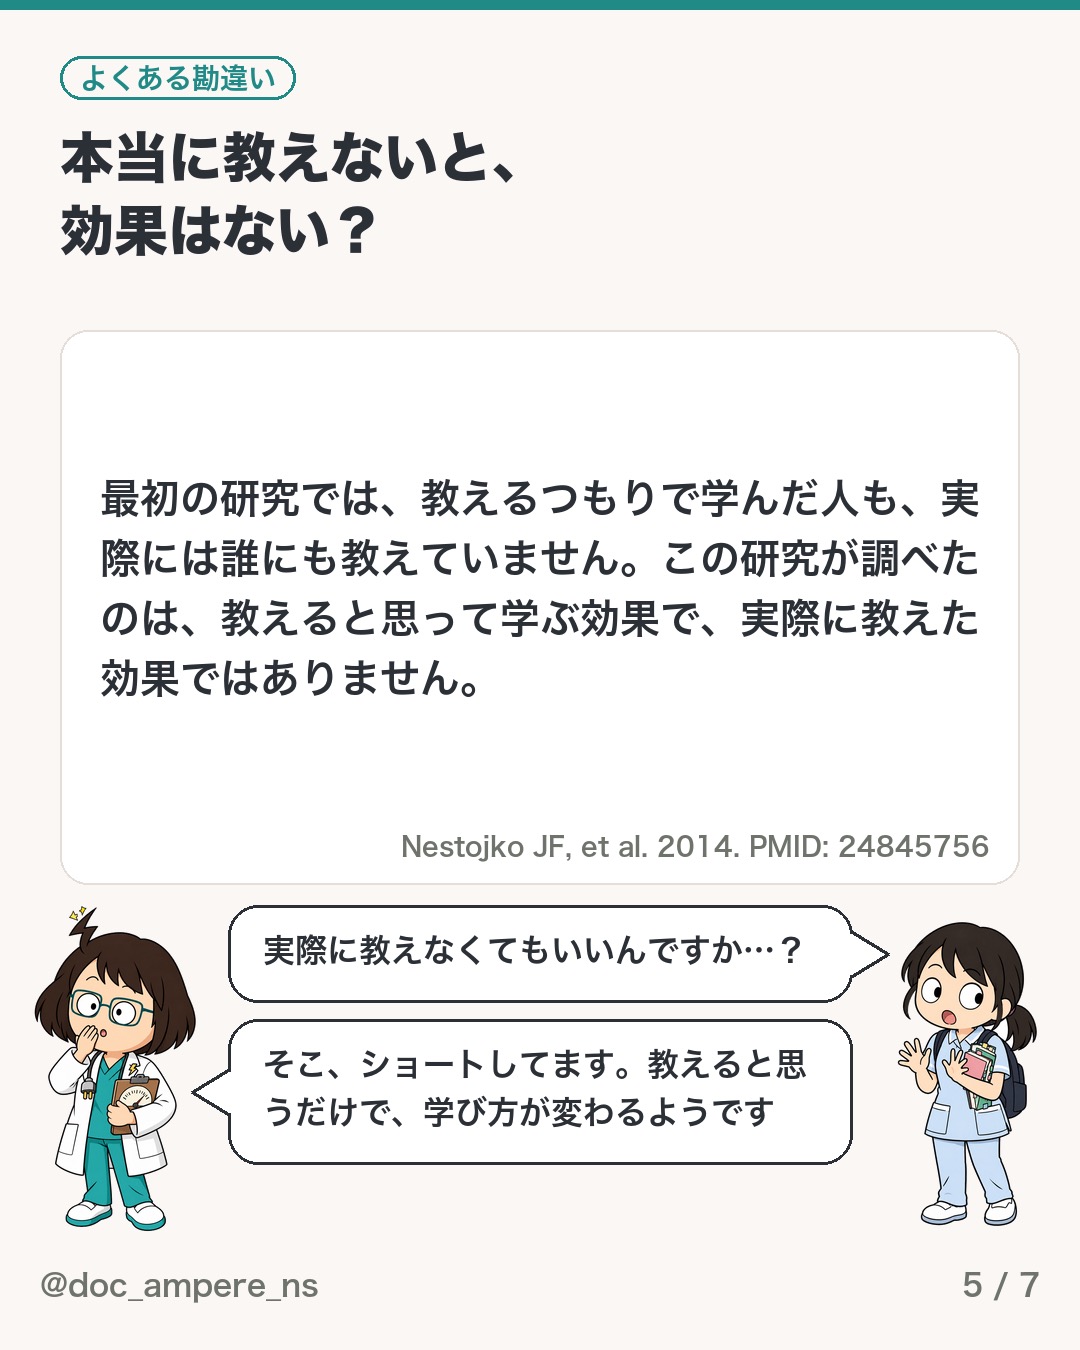 よくある勘違い
本当に教えないと、
効果はない？
最初の研究では、教えるつもりで学んだ人も、実
際には誰にも教えていません。この研究が調べた
のは、教えると思って学ぶ効果で、実際に教えた
効果ではありません。
Nestojko JF, et al. 2014. PMID: 24845756
実際に教えなくてもいいんですか…？
そこ、ショートしてます。教えると思
うだけで、学び方が変わるようです
@doc_ampere_ns
5 / 7